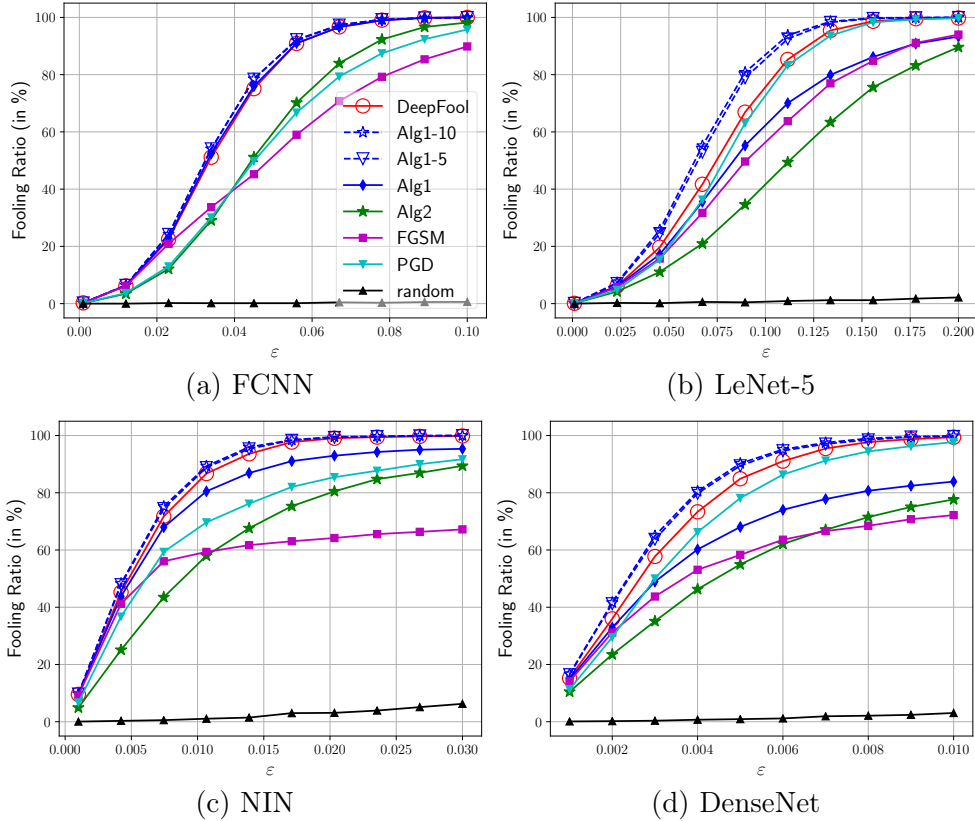 Fooling Ratio (in %)
100
80
60
40
20
0
DeepFool
Alg1-10
Alg1-5
Alg1
Alg2
FGSM
PGD
random
0.00 0.02 0.04 0.06 0.08 0.10
ε
(a) FCNN
Fooling Ratio (in %)
100
80
60
40
20
0
0.000 0.025 0.050 0.075 0.100 0.125 0.150 0.175 0.200
ε
(b) LeNet-5
Fooling Ratio (in %)
100
80
60
40
20
0
0.000 0.005 0.010 0.015 0.020 0.025 0.030
ε
(c) NIN
Fooling Ratio (in %)
100
80
60
40
20
0
0.002 0.004 0.006 0.008 0.010
ε
(d) DenseNet